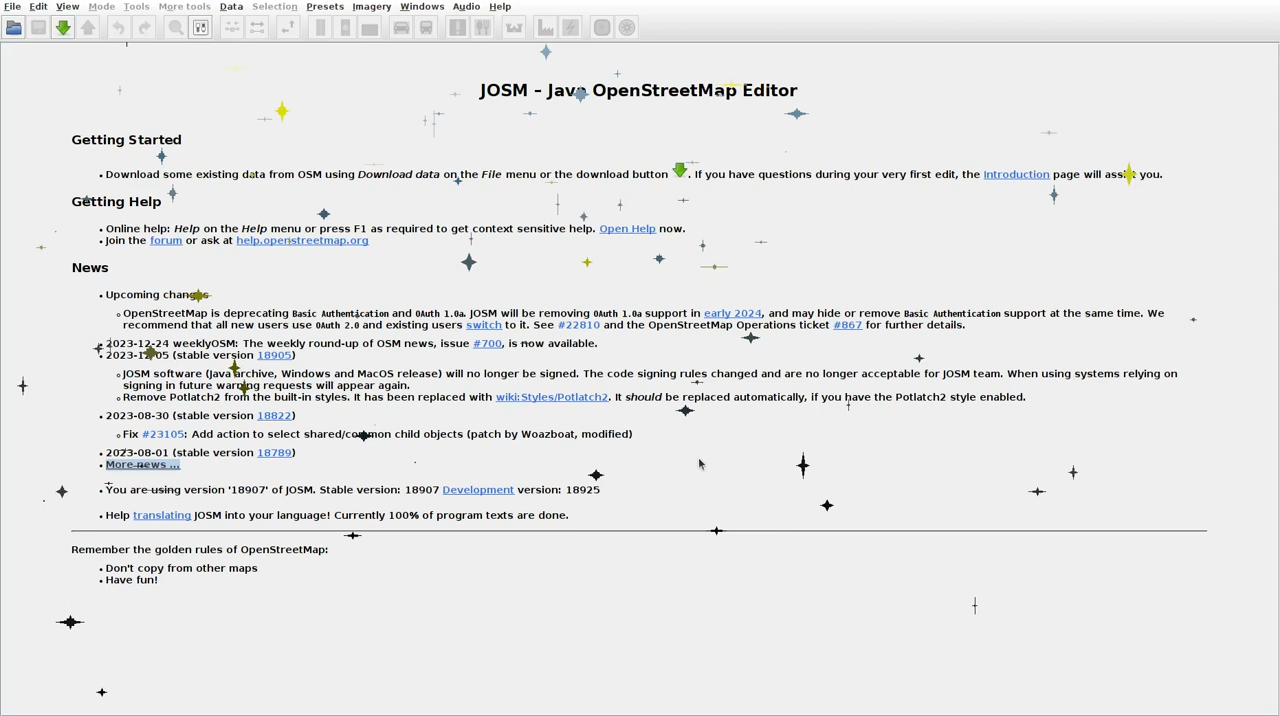 File Edit View Mode Tools More tools Data Selection Presets Imagery Windows Audio Help
JOSM – Java OpenStreetMap Editor
Getting Started
• Download some existing data from OSM using Download data on the File menu or the download button . If you have questions during your very first edit, the Introduction page will assist you.
Getting Help
• Online help: Help on the Help menu or press F1 as required to get context sensitive help. Open Help now.
• Join the forum or ask at help.openstreetmap.org
News
• Upcoming changes
◦ OpenStreetMap is deprecating Basic Authentication and OAuth 1.0a. JOSM will be removing OAuth 1.0a support in early 2024, and may hide or remove Basic Authentication support at the same time. We
recommend that all new users use OAuth 2.0 and existing users switch to it. See #22810 and the OpenStreetMap Operations ticket #867 for further details.
• 2023-12-24 weeklyOSM: The weekly round-up of OSM news, issue #700, is now available.
• 2023-12-05 (stable version 18905)
◦ JOSM software (Java archive, Windows and MacOS release) will no longer be signed. The code signing rules changed and are no longer acceptable for JOSM team. When using systems relying on
signing in future warning requests will appear again.
◦ Remove Potlatch2 from the built-in styles. It has been replaced with wiki:Styles/Potlatch2. It should be replaced automatically, if you have the Potlatch2 style enabled.
• 2023-08-30 (stable version 18822)
◦ Fix #23105: Add action to select shared/common child objects (patch by Woazboat, modified)
• 2023-08-01 (stable version 18789)
• More news ...
• You are using version '18907' of JOSM. Stable version: 18907 Development version: 18925
• Help translating JOSM into your language! Currently 100% of program texts are done.
Remember the golden rules of OpenStreetMap:
• Don't copy from other maps
• Have fun!